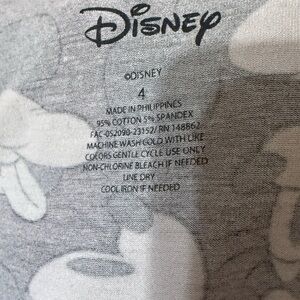 DISNEY
©DISNEY
4
MADE IN PHILIPPINES
95% COTTON 5% SPANDEX
FAC-052090-23152/ RN 148862
MACHINE WASH COLD WITH LIKE
COLORS GENTLE CYCLE USE ONLY
NON-CHLORINE BLEACH IF NEEDED
LINE DRY
COOL IRON IF NEEDED